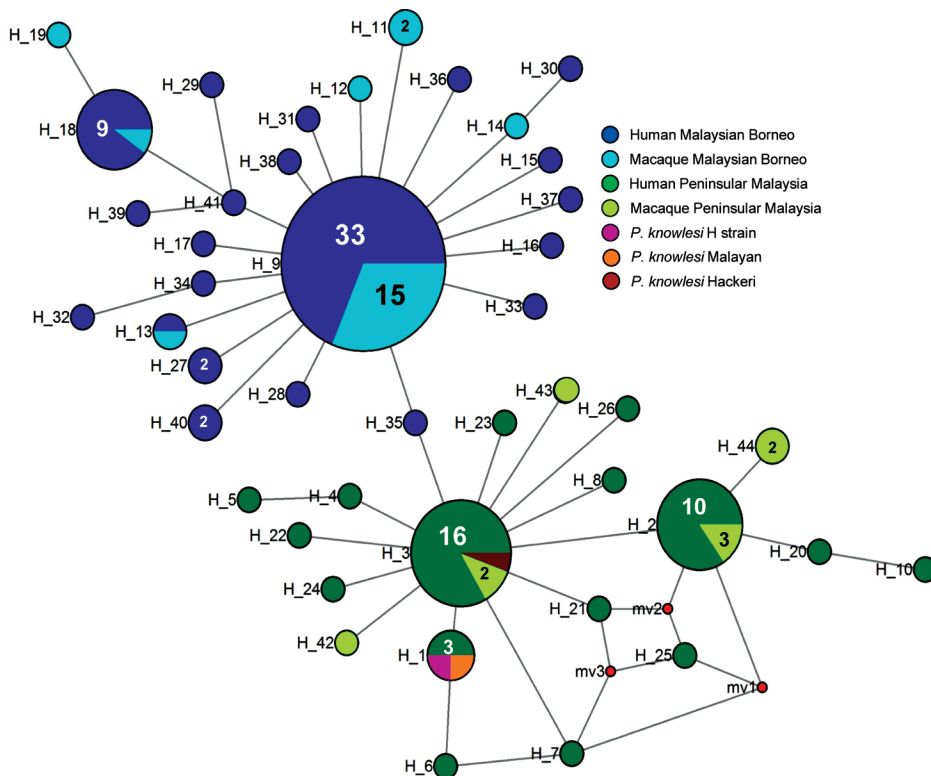 H_19
H_11
2
H_29
H_12
H_36
H_30
H_18
9
H_31
H_14
H_38
H_15
H_39
H_41
H_37
H_17
33
H_9
H_16
H_34
15
H_32
H_13
H_33
H_27
2
H_28
H_40
2
H_35
Human Malaysian Borneo
Macaque Malaysian Borneo
Human Peninsular Malaysia
Macaque Peninsular Malaysia
P. knowlesi H strain
P. knowlesi Malayan
P. knowlesi Hackeri
H_23
H_43
H_26
H_44
2
H_5
H_4
H_8
H_22
H_3
16
2
H_2
10
3
H_20
H_10
H_24
H_21
mv2
H_42
H_1
3
mv3
H_25
mv1
H_6
H_7